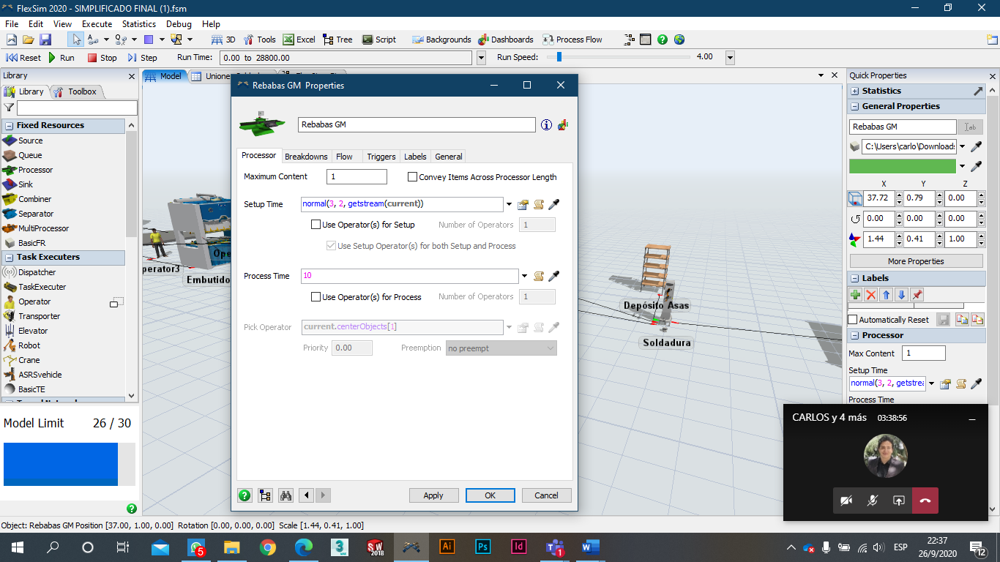 FlexSim 2020 - SIMPLIFICADO FINAL (1).fsm
File Edit View Execute Statistics Debug Help
3D Tools Excel Tree Script Backgrounds Dashboards Process Flow
Reset Run Stop Step Run Time: 0.00 to 28800.00 Run Speed: 4.00
Library
Library Toolbox
Fixed Resources
Source
Queue
Processor
Sink
Combiner
Separator
MultiProcessor
BasicFR
Task Executers
Dispatcher
TaskExecuter
Operator
Transporter
Elevator
Robot
Crane
ASRSvehicle
BasicTE
Model Limit 26 / 30
Model
Unione
perator3
Ope
Embutido
Depósito Asas
Soldadura
Rebabas GM Properties
Rebabas GM
Processor Breakdowns Flow Triggers Labels General
Maximum Content 1 Convey Items Across Processor Length
Setup Time normal(3, 2, getstream(current))
Use Operator(s) for Setup Number of Operators 1
Use Setup Operator(s) for both Setup and Process
Process Time 10
Use Operator(s) for Process Number of Operators 1
Pick Operator current.centerObjects[1]
Priority 0.00 Preemption no preempt
Apply OK Cancel
Quick Properties
Statistics
General Properties
Rebabas GM
C:\Users\carlo\Download
X Y Z
37.72 0.79 0.00
0.00 0.00 0.00
1.44 0.41 1.00
More Properties
Labels
Automatically Reset
Processor
Max Content 1
Setup Time
normal(3, 2, getstrea
Process Time
CARLOS y 4 más 03:38:56
Object: Rebabas GM Position [37.00, 1.00, 0.00] Rotation [0.00, 0.00, 0.00] Scale [1.44, 0.41, 1.00]
5
3
SW
2018
Ai
Ps
Id
1
ESP
22:37
26/9/2020
12